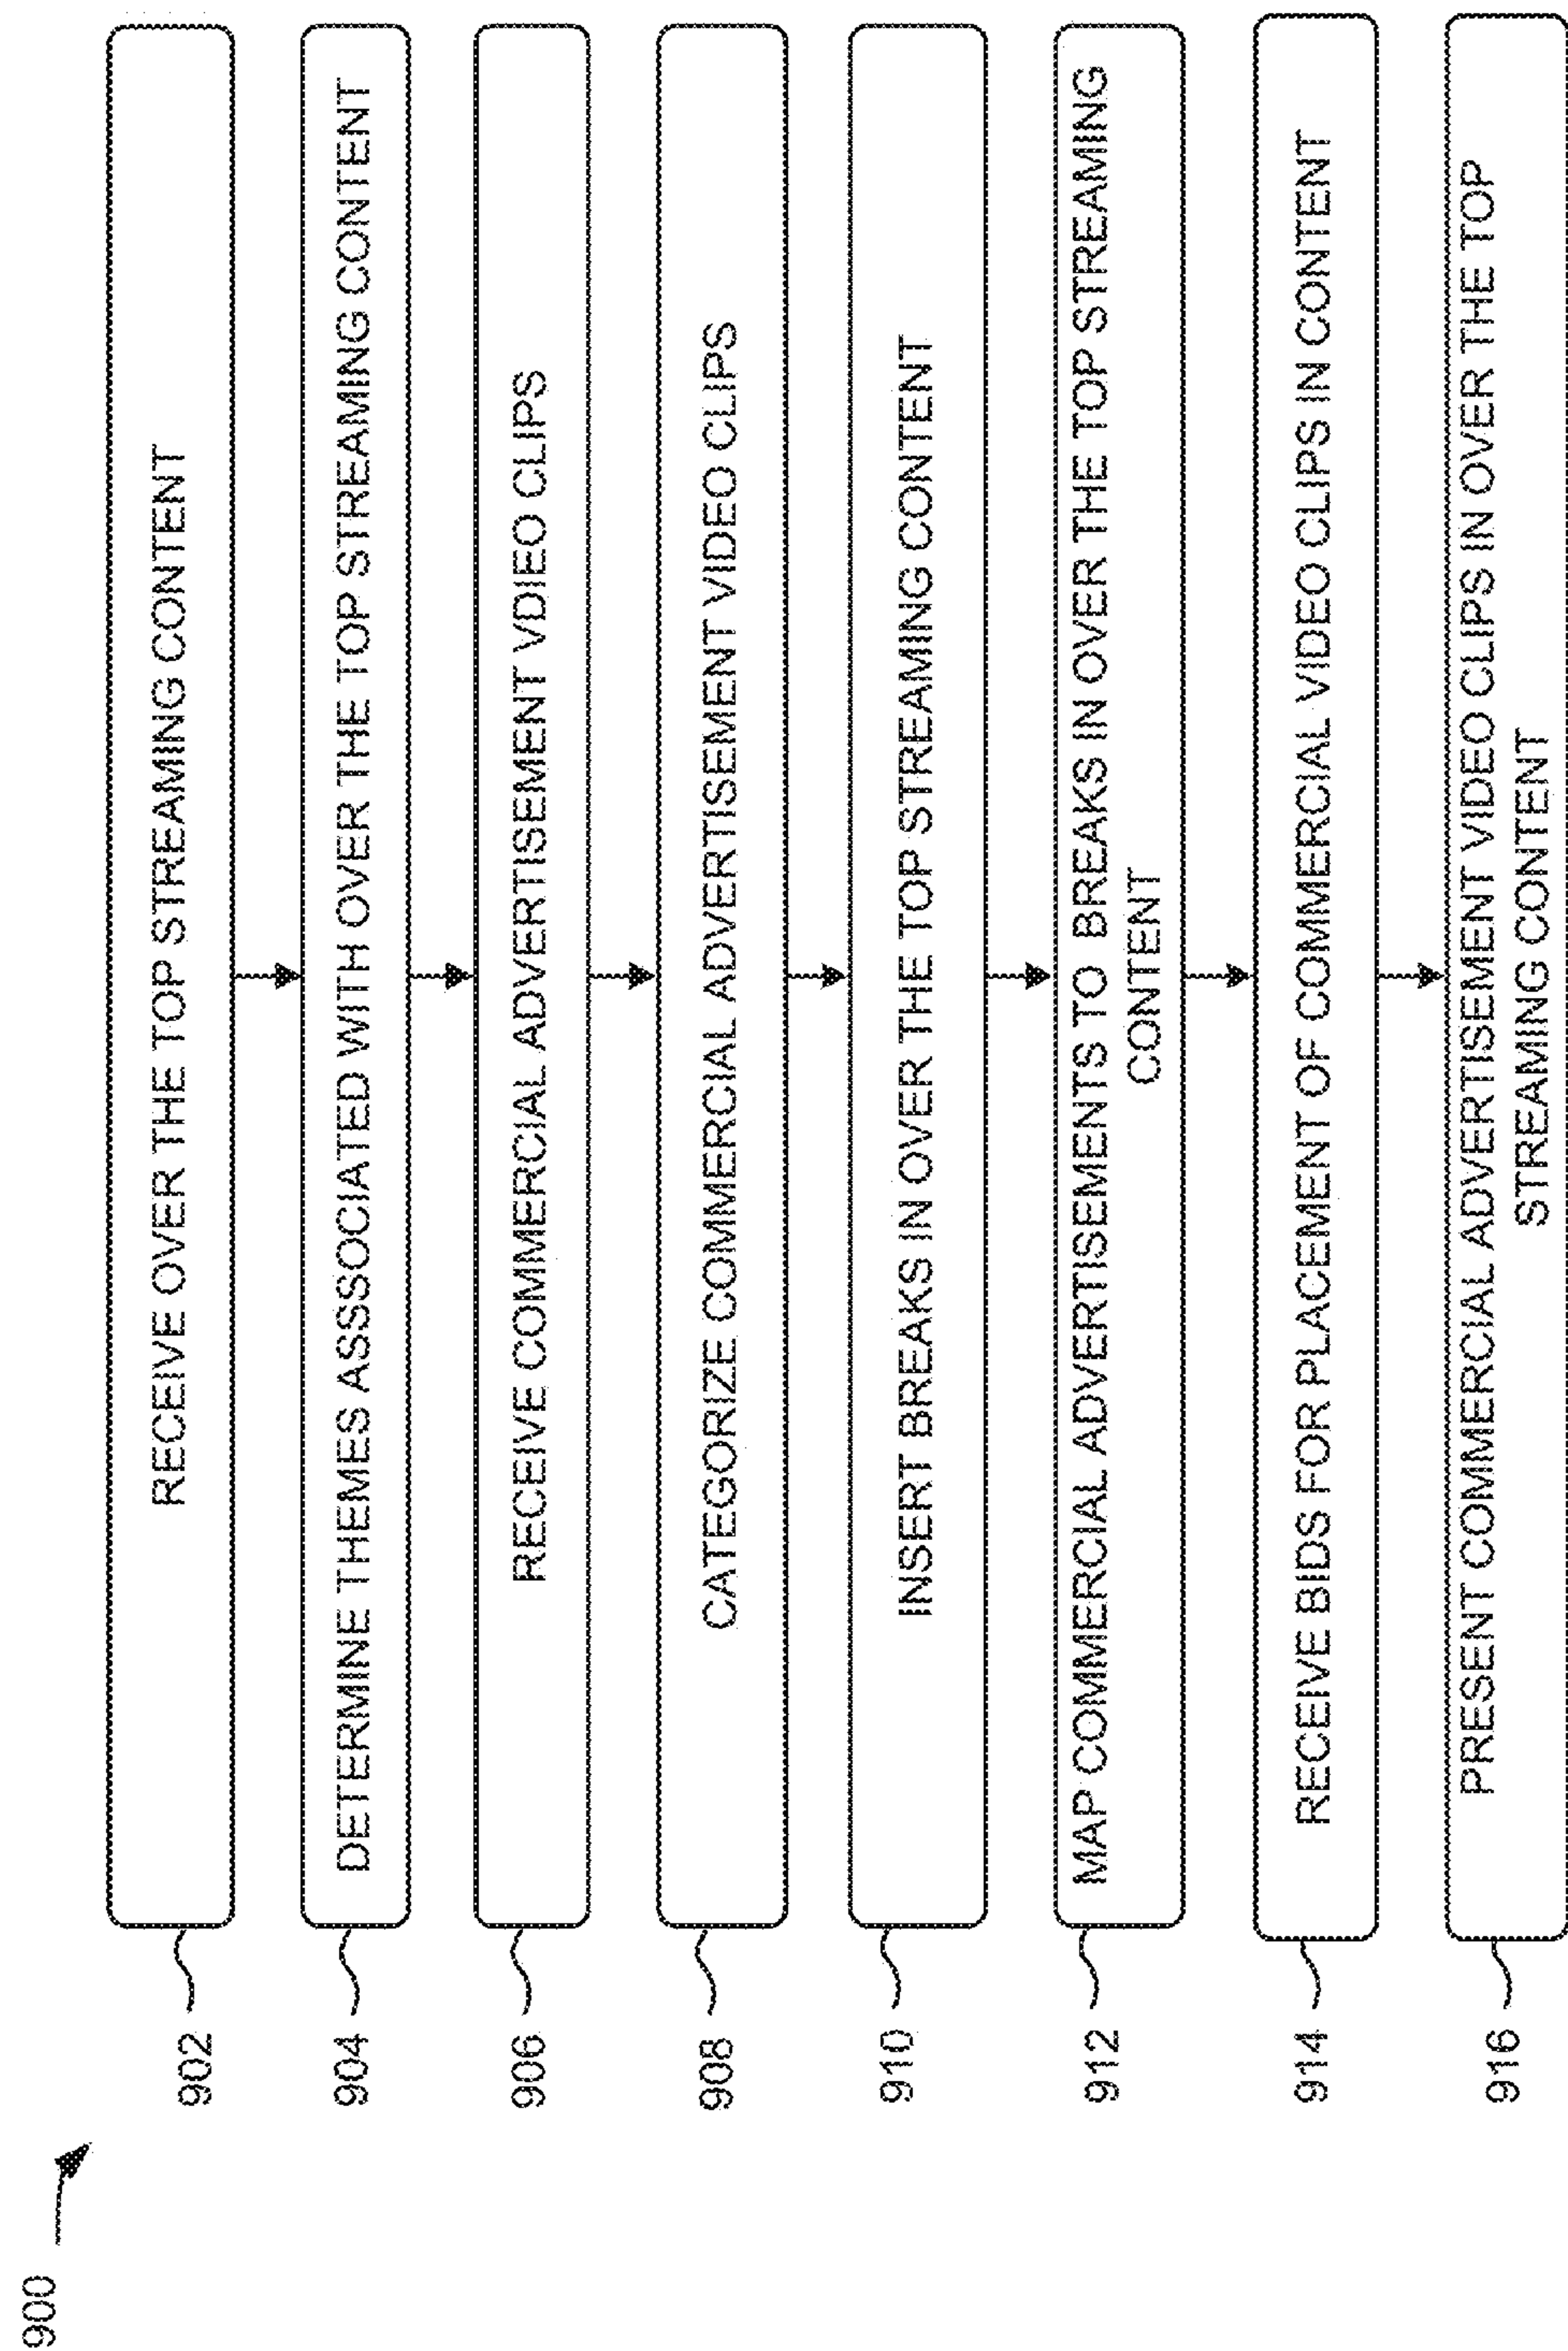 900
902
RECEIVE OVER THE TOP STREAMING CONTENT
904
DETERMINE THEMES ASSSOCIATED WITH OVER THE TOP STREAMING CONTENT
906
RECEIVE COMMERCIAL ADVERTISEMENT VDIEO CLIPS
908
CATEGORIZE COMMERCIAL ADVERTISEMENT VIDEO CLIPS
910
INSERT BREAKS IN OVER THE TOP STREAMING CONTENT
912
MAP COMMERCIAL ADVERTISEMENTS TO BREAKS IN OVER THE TOP STREAMING
CONTENT
914
RECEIVE BIDS FOR PLACEMENT OF COMMERCIAL VIDEO CLIPS IN CONTENT
916
PRESENT COMMERCIAL ADVERTISEMENT VIDEO CLIPS IN OVER THE TOP
STREAMING CONTENT